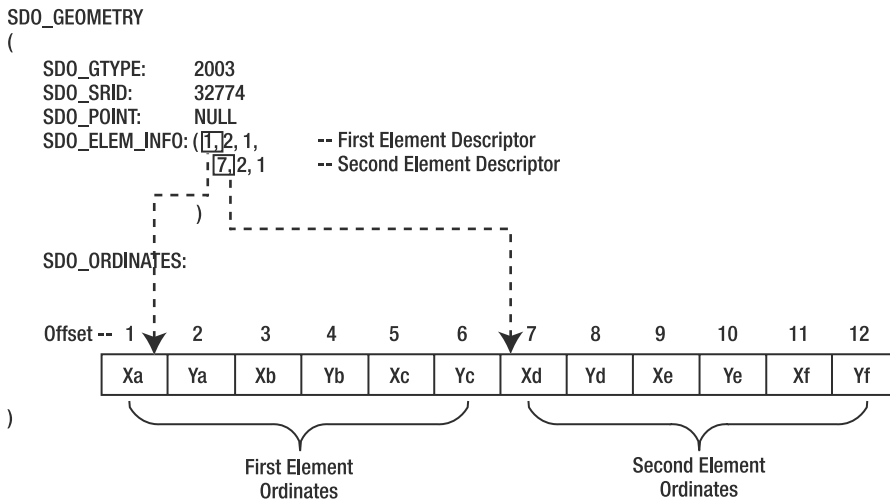 SDO_GEOMETRY
(
SDO_GTYPE: 2003
SDO_SRID: 32774
SDO_POINT: NULL
SDO_ELEM_INFO: (1, 2, 1, -- First Element Descriptor
7, 2, 1 -- Second Element Descriptor
)
SDO_ORDINATES:
Offset -- 1 2 3 4 5 6 7 8 9 10 11 12
Xa Ya Xb Yb Xc Yc Xd Yd Xe Ye Xf Yf
)
First Element Ordinates
Second Element Ordinates